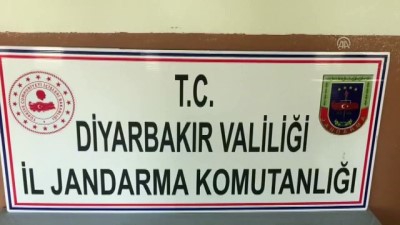 T.C.
DİYARBAKIR VALİLİĞİ
İL JANDARMA KOMUTANLIĞI